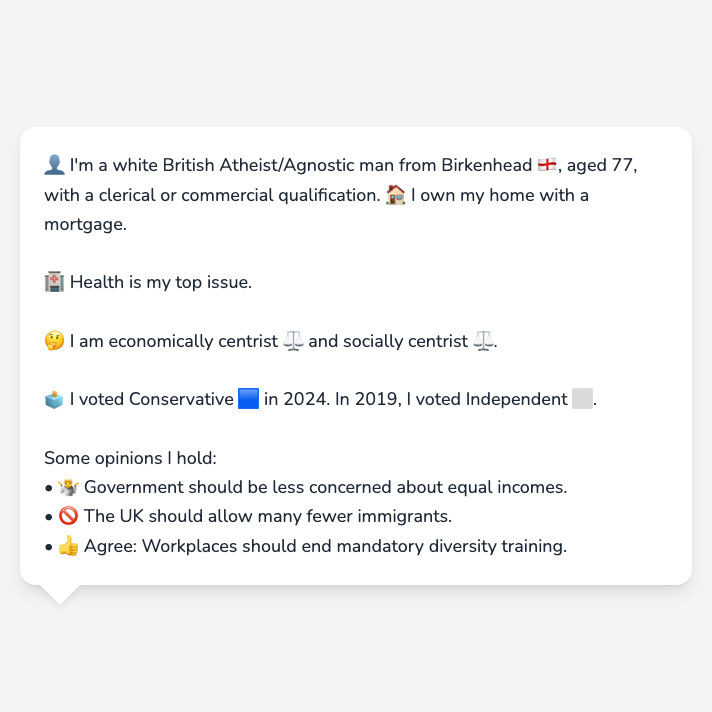 👤 I'm a white British Atheist/Agnostic man from Birkenhead 🏴󠁧󠁢󠁥󠁮󠁧󠁿, aged 77,
with a clerical or commercial qualification. 🏠 I own my home with a
mortgage.
🏥 Health is my top issue.
🤔 I am economically centrist ⚖️ and socially centrist ⚖️.
🗳️ I voted Conservative 🟦 in 2024. In 2019, I voted Independent ⬜.
Some opinions I hold:
• 🤷 Government should be less concerned about equal incomes.
• 🚫 The UK should allow many fewer immigrants.
• 👍 Agree: Workplaces should end mandatory diversity training.